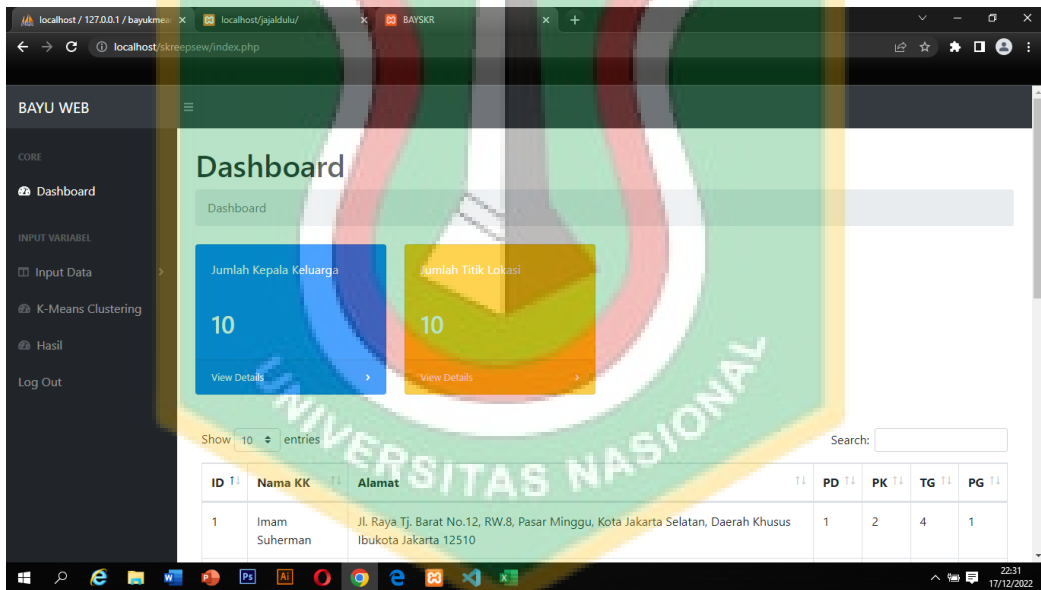 localhost / 127.0.0.1 / bayukmea
localhost/jajaldulu/
BAYSKR
localhost/skreepsew/index.php
BAYU WEB
CORE
Dashboard
INPUT VARIABEL
Input Data
K-Means Clustering
Hasil
Log Out
Dashboard
Dashboard
Jumlah Kepala Keluarga
10
View Details
Jumlah Titik Lokasi
10
View Details
UNIVERSITAS NASIONAL
Show 10 entries
Search:
ID Nama KK Alamat PD PK TG PG
1 Imam Suherman Jl. Raya Tj. Barat No.12, RW.8, Pasar Minggu, Kota Jakarta Selatan, Daerah Khusus Ibukota Jakarta 12510 1 2 4 1
22:31
17/12/2022